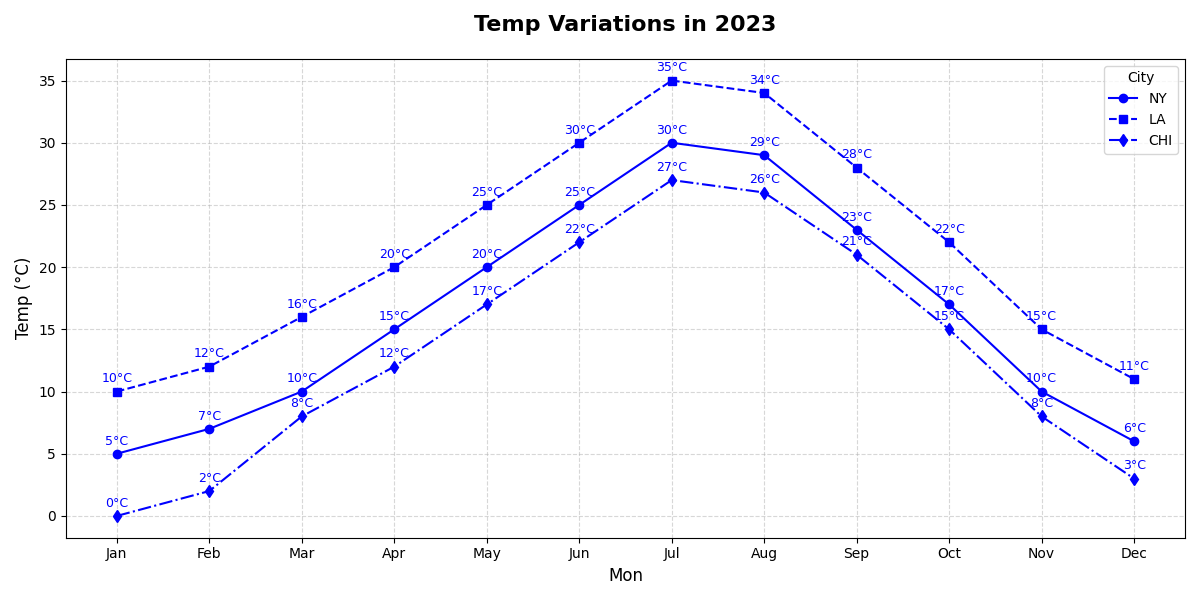 Temp Variations in 2023
Temp (°C)
35
30
25
20
15
10
5
0
City
NY
LA
CHI
10°C
12°C
16°C
20°C
25°C
30°C
35°C
34°C
28°C
22°C
15°C
11°C
5°C
7°C
10°C
15°C
20°C
25°C
30°C
29°C
23°C
17°C
10°C
6°C
0°C
2°C
8°C
12°C
17°C
22°C
27°C
26°C
21°C
15°C
8°C
3°C
Jan Feb Mar Apr May Jun Jul Aug Sep Oct Nov Dec
Mon